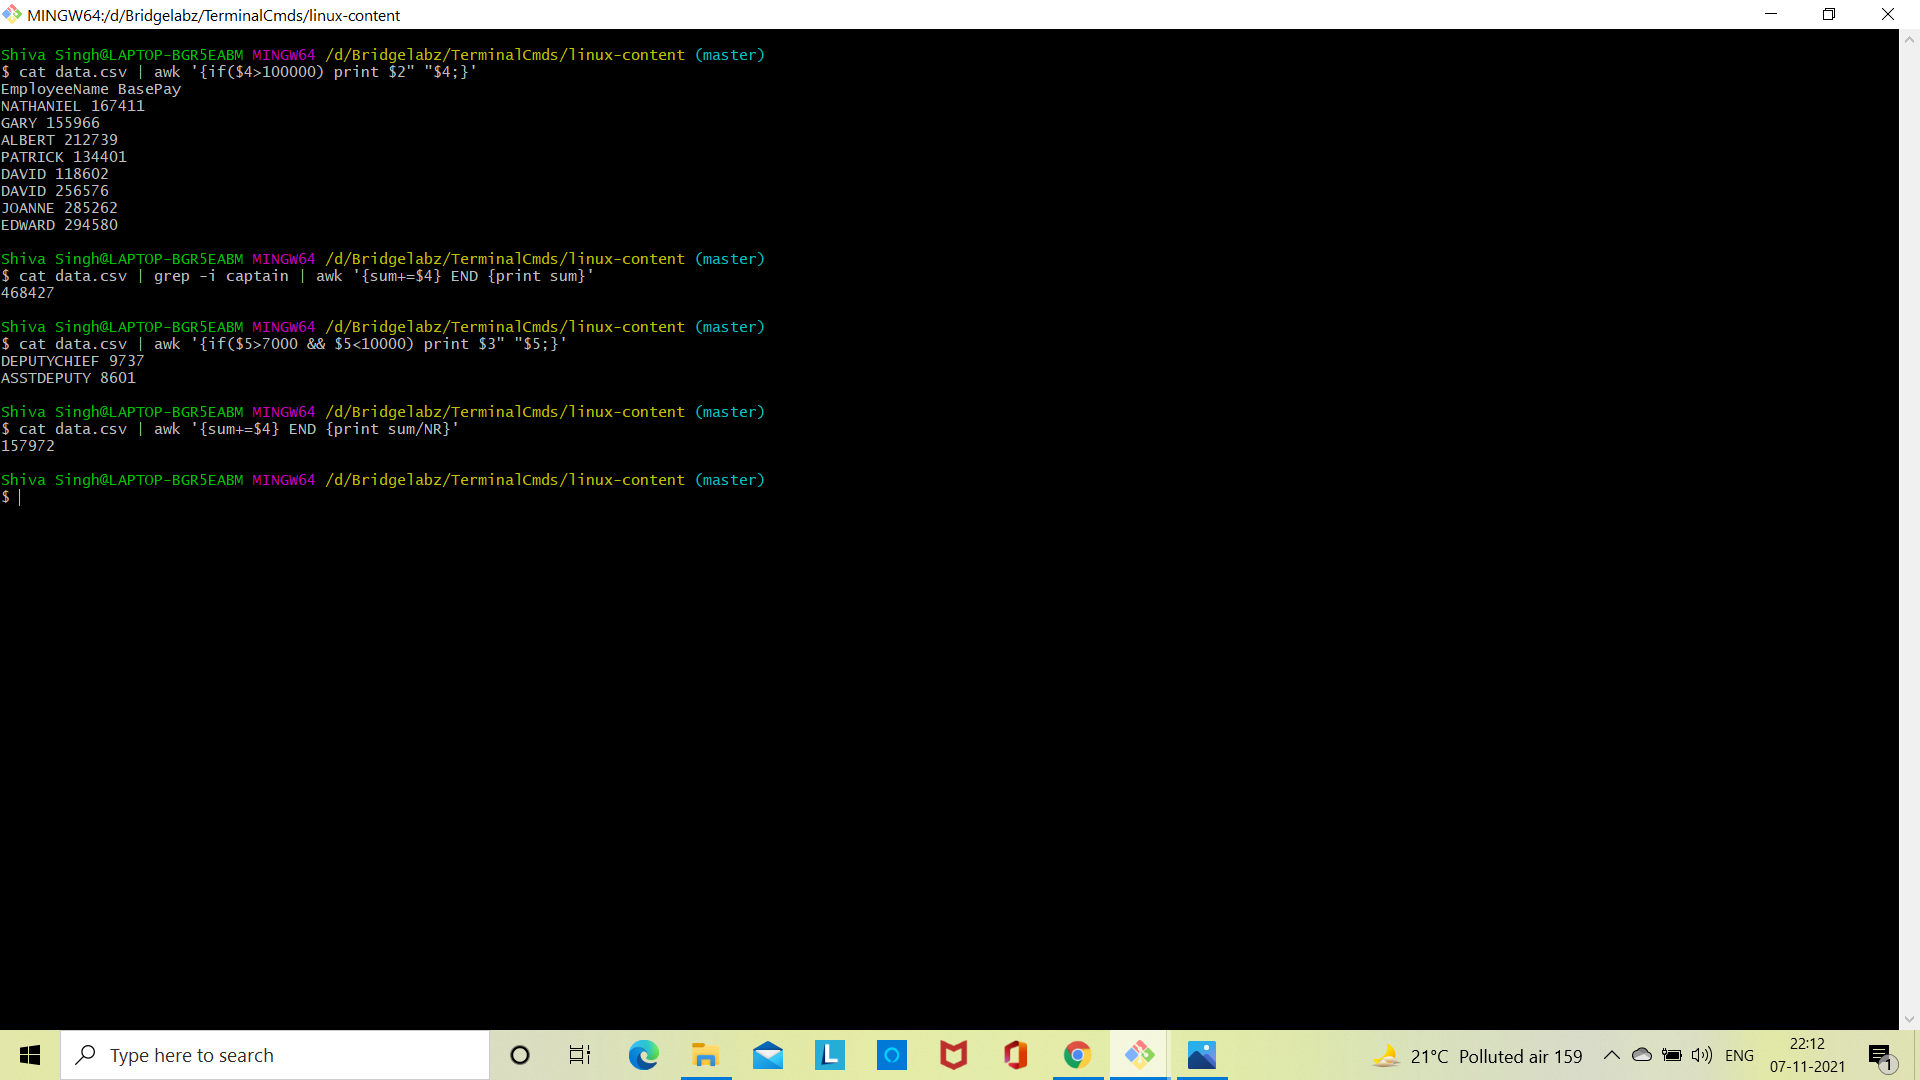 MINGW64:/d/Bridgelabz/TerminalCmds/linux-content
Shiva Singh@LAPTOP-BGR5EABM MINGW64 /d/Bridgelabz/TerminalCmds/linux-content (master)
$ cat data.csv | awk '{if($4>100000) print $2" "$4;}'
EmployeeName BasePay
NATHANIEL 167411
GARY 155966
ALBERT 212739
PATRICK 134401
DAVID 118602
DAVID 256576
JOANNE 285262
EDWARD 294580
Shiva Singh@LAPTOP-BGR5EABM MINGW64 /d/Bridgelabz/TerminalCmds/linux-content (master)
$ cat data.csv | grep -i captain | awk '{sum+=$4} END {print sum}'
468427
Shiva Singh@LAPTOP-BGR5EABM MINGW64 /d/Bridgelabz/TerminalCmds/linux-content (master)
$ cat data.csv | awk '{if($5>7000 && $5<10000) print $3" "$5;}'
DEPUTYCHIEF 9737
ASSTDEPUTY 8601
Shiva Singh@LAPTOP-BGR5EABM MINGW64 /d/Bridgelabz/TerminalCmds/linux-content (master)
$ cat data.csv | awk '{sum+=$4} END {print sum/NR}'
157972
Shiva Singh@LAPTOP-BGR5EABM MINGW64 /d/Bridgelabz/TerminalCmds/linux-content (master)
$
Type here to search
L
21°C Polluted air 159
ENG
22:12
07-11-2021
1